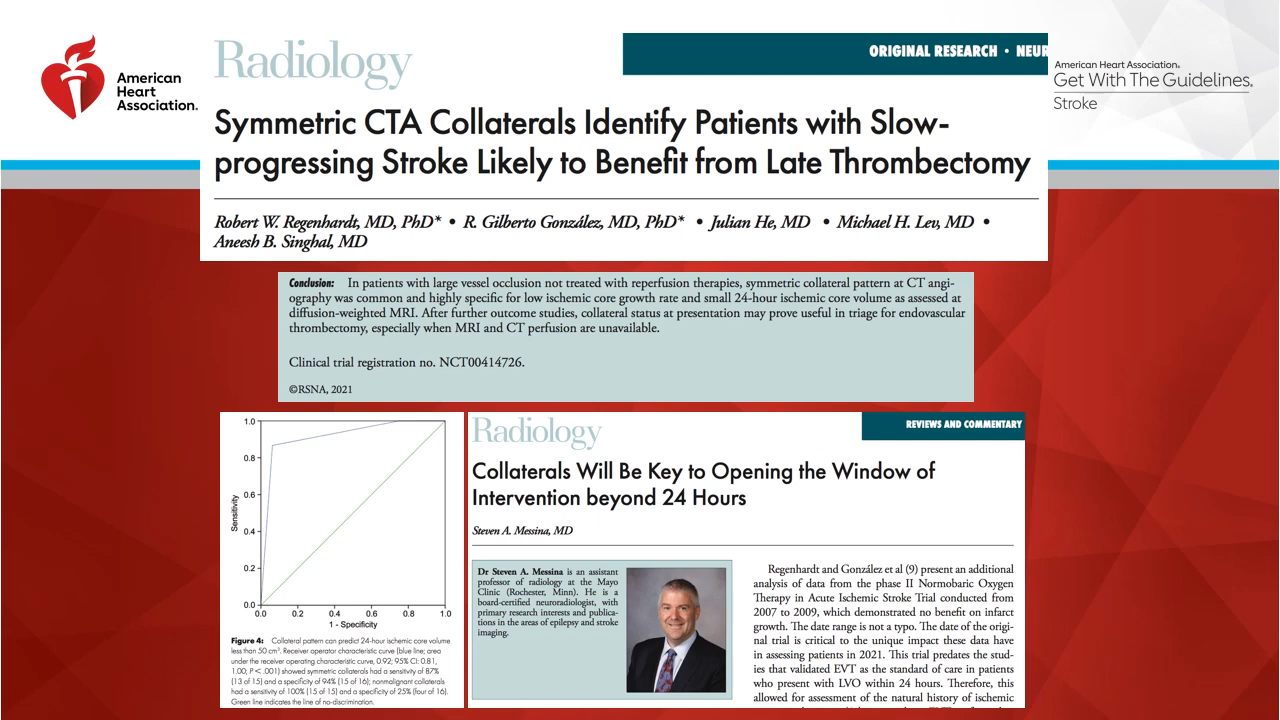 American
Heart
Association.
Radiology
ORIGINAL RESEARCH • NEUR
American Heart Association.
Get With The Guidelines.
Stroke
Symmetric CTA Collaterals Identify Patients with Slow-
progressing Stroke Likely to Benefit from Late Thrombectomy
Robert W. Regenhardt, MD, PhD* • R. Gilberto González, MD, PhD* • Julian He, MD • Michael H. Lev, MD •
Aneesh B. Singhal, MD
Conclusion: In patients with large vessel occlusion not treated with reperfusion therapies, symmetric collateral pattern at CT angi-
ography was common and highly specific for low ischemic core growth rate and small 24-hour ischemic core volume as assessed at
diffusion-weighted MRI. After further outcome studies, collateral status at presentation may prove useful in triage for endovascular
thrombectomy, especially when MRI and CT perfusion are unavailable.
Clinical trial registration no. NCT00414726.
©RSNA, 2021
1.0
0.8
0.6
0.4
0.2
0.0
Sensitivity
0.0 0.2 0.4 0.6 0.8 1.0
1 - Specificity
Figure 4: Collateral pattern can predict 24-hour ischemic core volume
less than 50 cm³. Receiver operator characteristic curve (blue line; area
under the receiver operating characteristic curve, 0.92; 95% CI: 0.81,
1.00; P < .001) showed symmetric collaterals had a sensitivity of 87%
(13 of 15) and a specificity of 94% (15 of 16); nonmalignant collaterals
had a sensitivity of 100% (15 of 15) and a specificity of 25% (four of 16).
Green line indicates the line of no-discrimination.
Radiology
REVIEWS AND COMMENTARY
Collaterals Will Be Key to Opening the Window of
Intervention beyond 24 Hours
Steven A. Messina, MD
Dr Steven A. Messina is an assistant
professor of radiology at the Mayo
Clinic (Rochester, Minn). He is a
board-certified neuroradiologist, with
primary research interests and publica-
tions in the areas of epilepsy and stroke
imaging.
Regenhardt and González et al (9) present an additional
analysis of data from the phase II Normobaric Oxygen
Therapy in Acute Ischemic Stroke Trial conducted from
2007 to 2009, which demonstrated no benefit on infarct
growth. The date range is not a typo. The date of the origi-
nal trial is critical to the unique impact these data have
in assessing patients in 2021. This trial predates the stud-
ies that validated EVT as the standard of care in patients
who present with LVO within 24 hours. Therefore, this
allowed for assessment of the natural history of ischemic